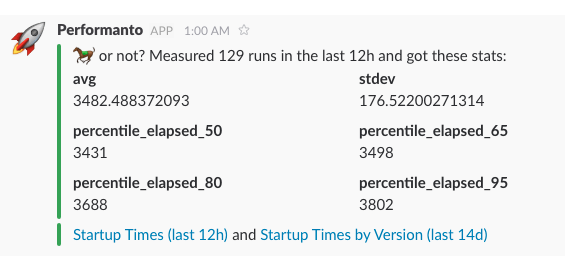 Performanto APP 1:00 AM
or not? Measured 129 runs in the last 12h and got these stats:
avg stdev
3482.488372093 176.52200271314
percentile_elapsed_50 percentile_elapsed_65
3431 3498
percentile_elapsed_80 percentile_elapsed_95
3688 3802
Startup Times (last 12h) and Startup Times by Version (last 14d)